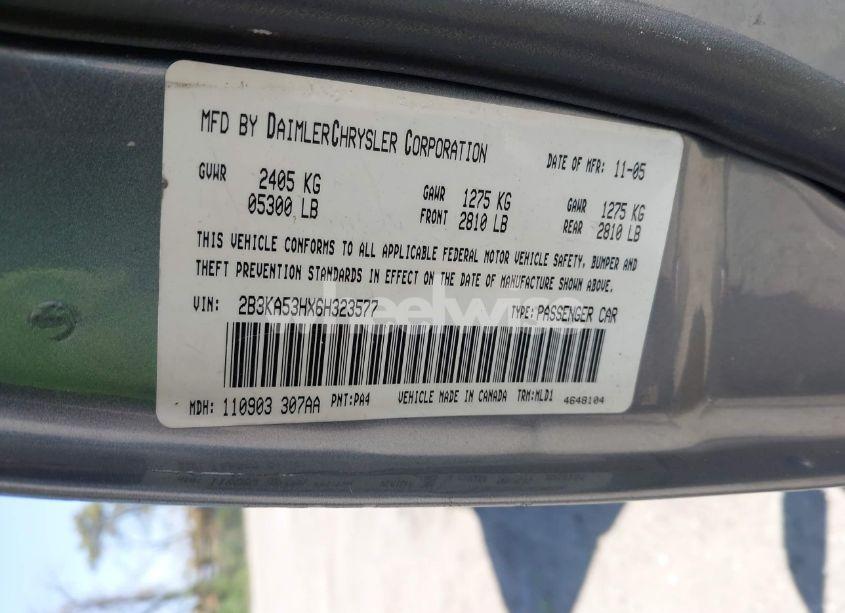 MFD BY DAIMLERCHRYSLER CORPORATION DATE OF MFR: 11-05
GVWR 2405 KG GAWR 1275 KG GAWR 1275 KG
05300 LB FRONT 2810 LB REAR 2810 LB
THIS VEHICLE CONFORMS TO ALL APPLICABLE FEDERAL MOTOR VEHICLE SAFETY, BUMPER AND
THEFT PREVENTION STANDARDS IN EFFECT ON THE DATE OF MANUFACTURE SHOWN ABOVE.
VIN: 2B3KA53HX6H323577 TYPE: PASSENGER CAR
wheelwise
MDH: 110903 307AA PNT:PA4 VEHICLE MADE IN CANADA TRM:MLD1 4648104